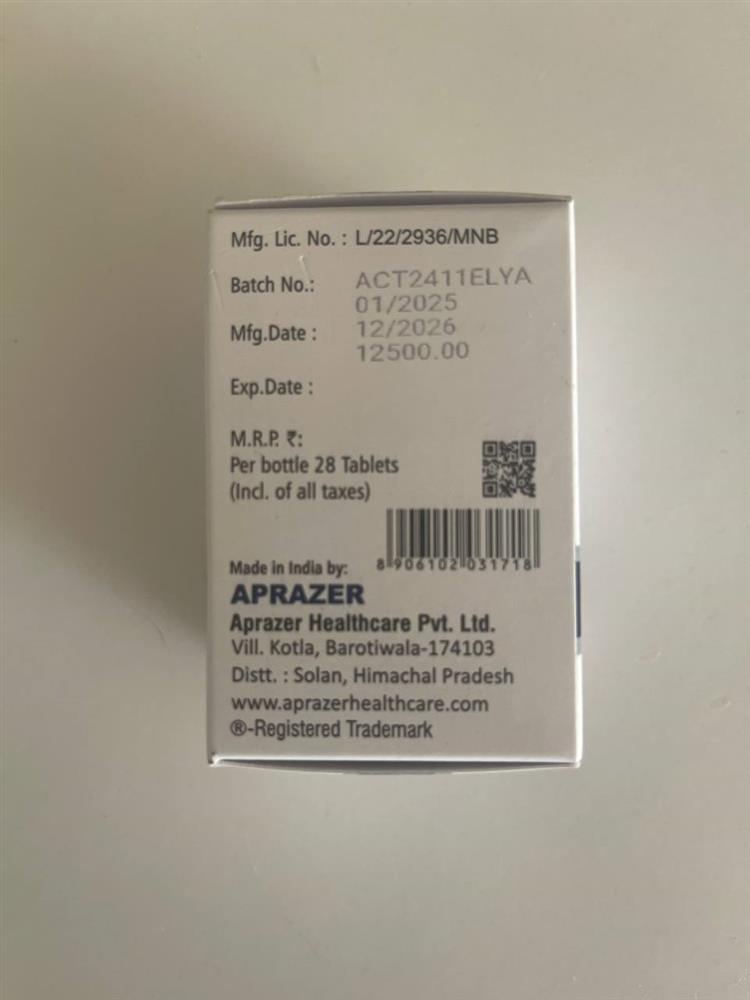 Mfg. Lic. No. : L/22/2936/MNB
Batch No.: ACT2411ELYA
01/2025
Mfg.Date : 12/2026
12500.00
Exp.Date :
M.R.P. ₹:
Per bottle 28 Tablets
(Incl. of all taxes)
8 906102 031718
Made in India by:
APRAZER
Aprazer Healthcare Pvt. Ltd.
Vill. Kotla, Barotiwala-174103
Distt. : Solan, Himachal Pradesh
www.aprazerhealthcare.com
®-Registered Trademark